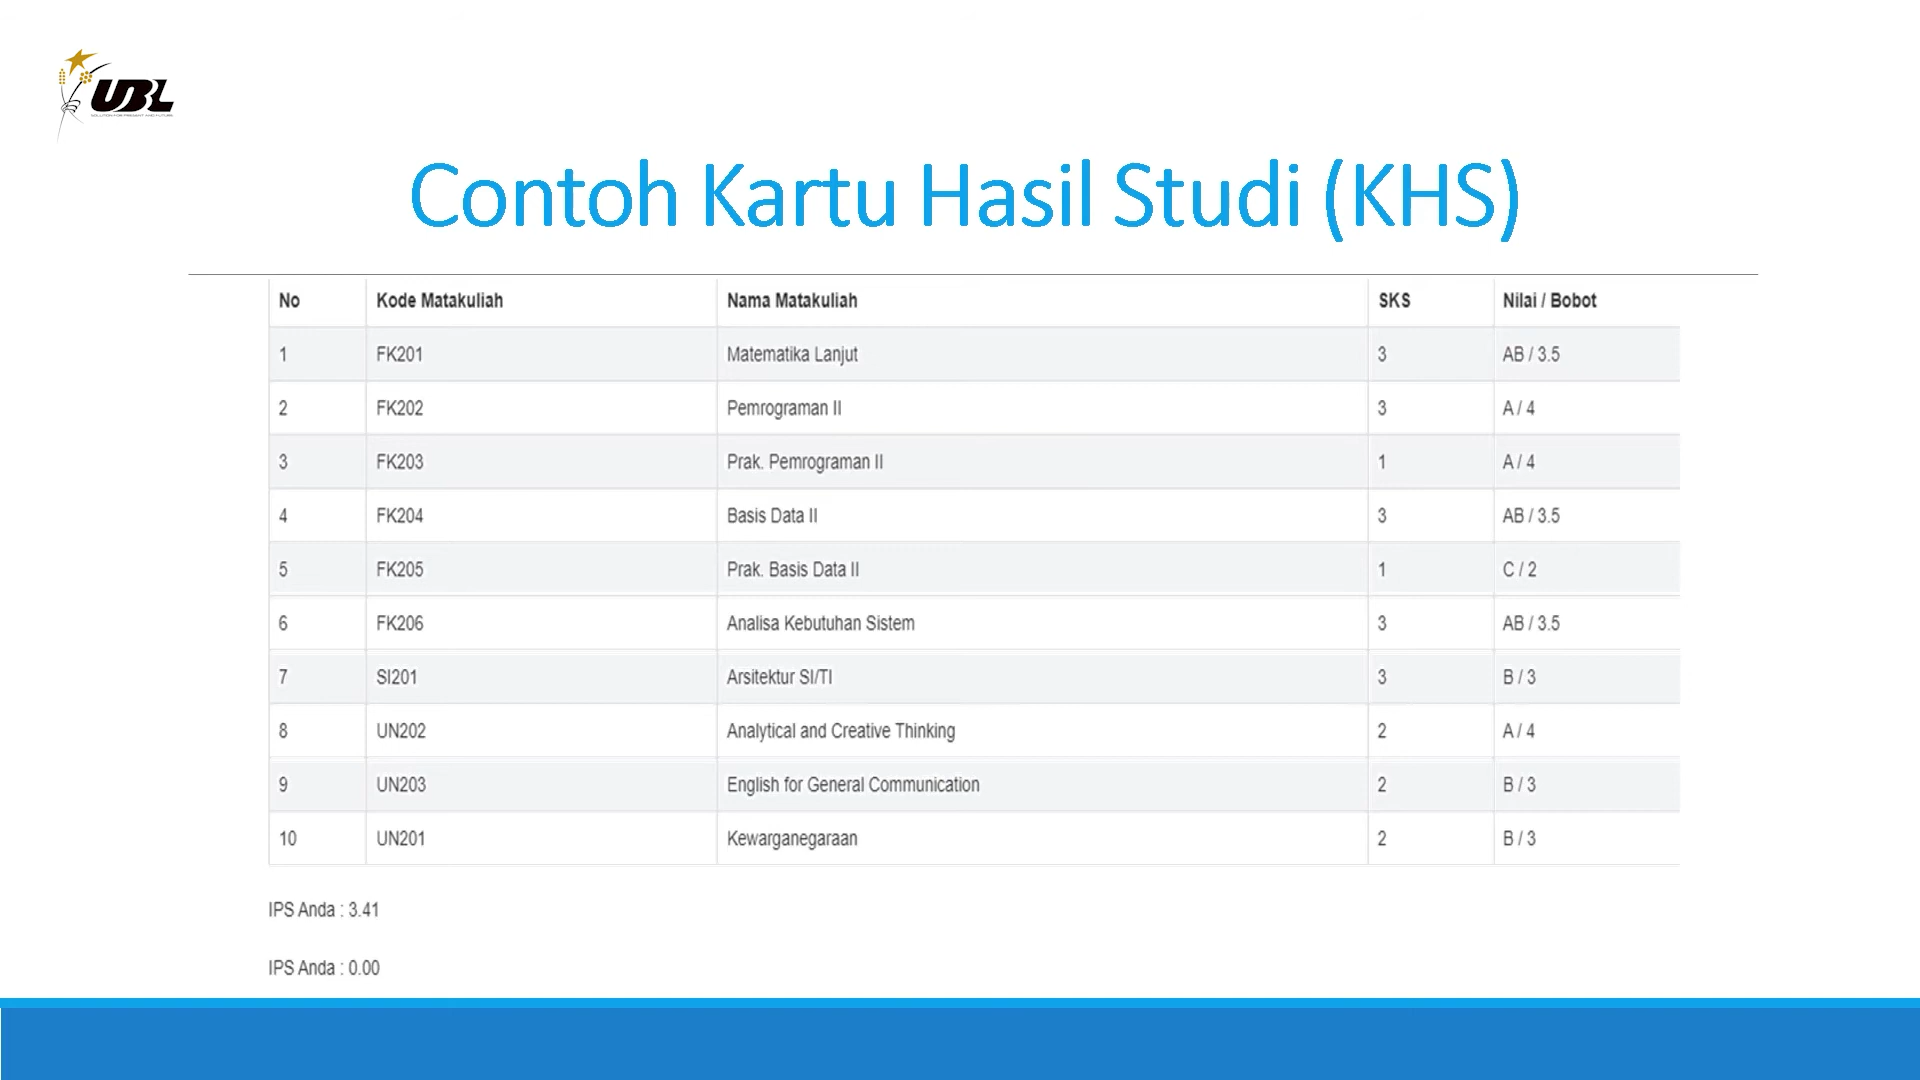 UBL
SOLUTION FOR PRESENT AND FUTURE
Contoh Kartu Hasil Studi (KHS)
No Kode Matakuliah Nama Matakuliah SKS Nilai / Bobot
1 FK201 Matematika Lanjut 3 AB / 3.5
2 FK202 Pemrograman II 3 A / 4
3 FK203 Prak. Pemrograman II 1 A / 4
4 FK204 Basis Data II 3 AB / 3.5
5 FK205 Prak. Basis Data II 1 C / 2
6 FK206 Analisa Kebutuhan Sistem 3 AB / 3.5
7 SI201 Arsitektur SI/TI 3 B / 3
8 UN202 Analytical and Creative Thinking 2 A / 4
9 UN203 English for General Communication 2 B / 3
10 UN201 Kewarganegaraan 2 B / 3
IPS Anda : 3.41
IPS Anda : 0.00